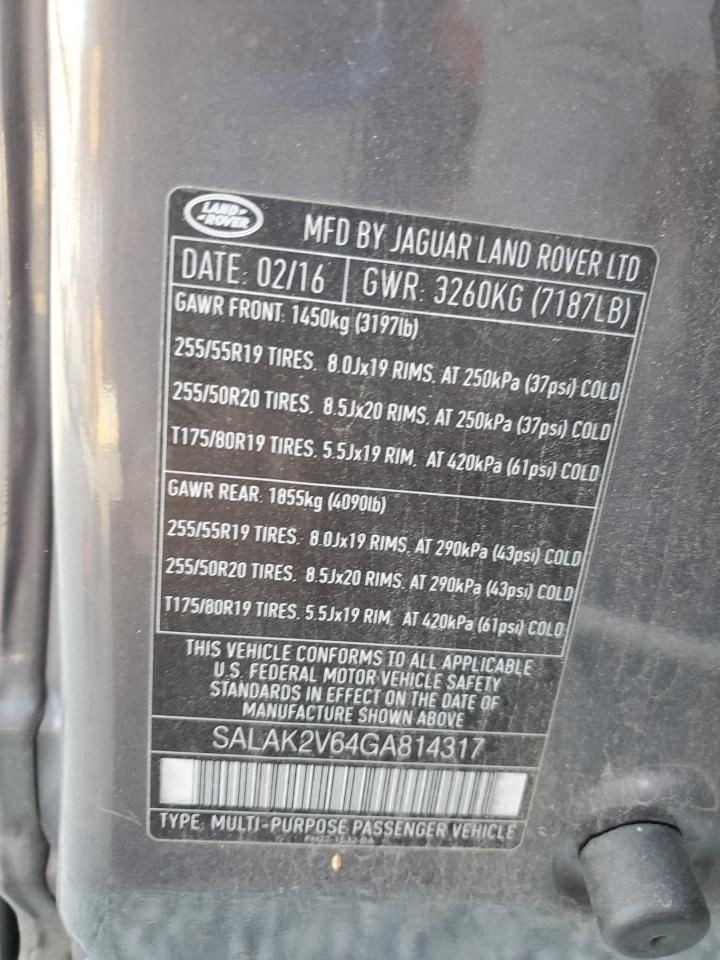 LAND-
-ROVER
MFD BY JAGUAR LAND ROVER LTD
DATE: 02/16 GWR: 3260KG (7187LB)
GAWR FRONT: 1450kg (3197lb)
255/55R19 TIRES. 8.0Jx19 RIMS. AT 250kPa (37psi) COLD
255/50R20 TIRES. 8.5Jx20 RIMS. AT 250kPa (37psi) COLD
T175/80R19 TIRES. 5.5Jx19 RIM. AT 420kPa (61psi) COLD
GAWR REAR: 1855kg (4090lb)
255/55R19 TIRES. 8.0Jx19 RIMS. AT 290kPa (43psi) COLD
255/50R20 TIRES. 8.5Jx20 RIMS. AT 290kPa (43psi) COLD
T175/80R19 TIRES. 5.5Jx19 RIM. AT 420kPa (61psi) COLD
THIS VEHICLE CONFORMS TO ALL APPLICABLE
U.S. FEDERAL MOTOR VEHICLE SAFETY
STANDARDS IN EFFECT ON THE DATE OF
MANUFACTURE SHOWN ABOVE
SALAK2V64GA814317
TYPE: MULTI-PURPOSE PASSENGER VEHICLE